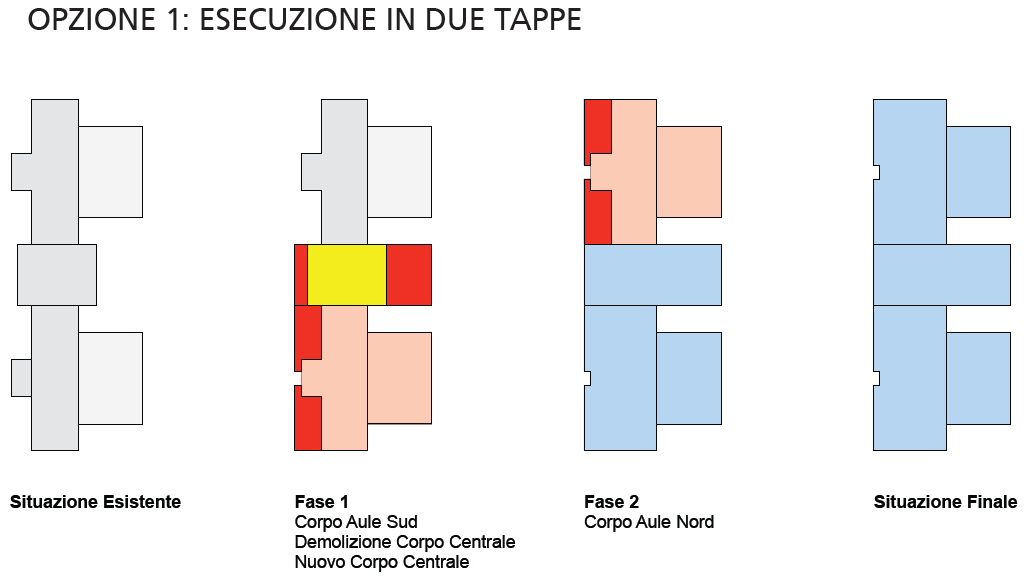 OPZIONE 1: ESECUZIONE IN DUE TAPPE
Situazione Esistente
Fase 1
Corpo Aule Sud
Demolizione Corpo Centrale
Nuovo Corpo Centrale
Fase 2
Corpo Aule Nord
Situazione Finale